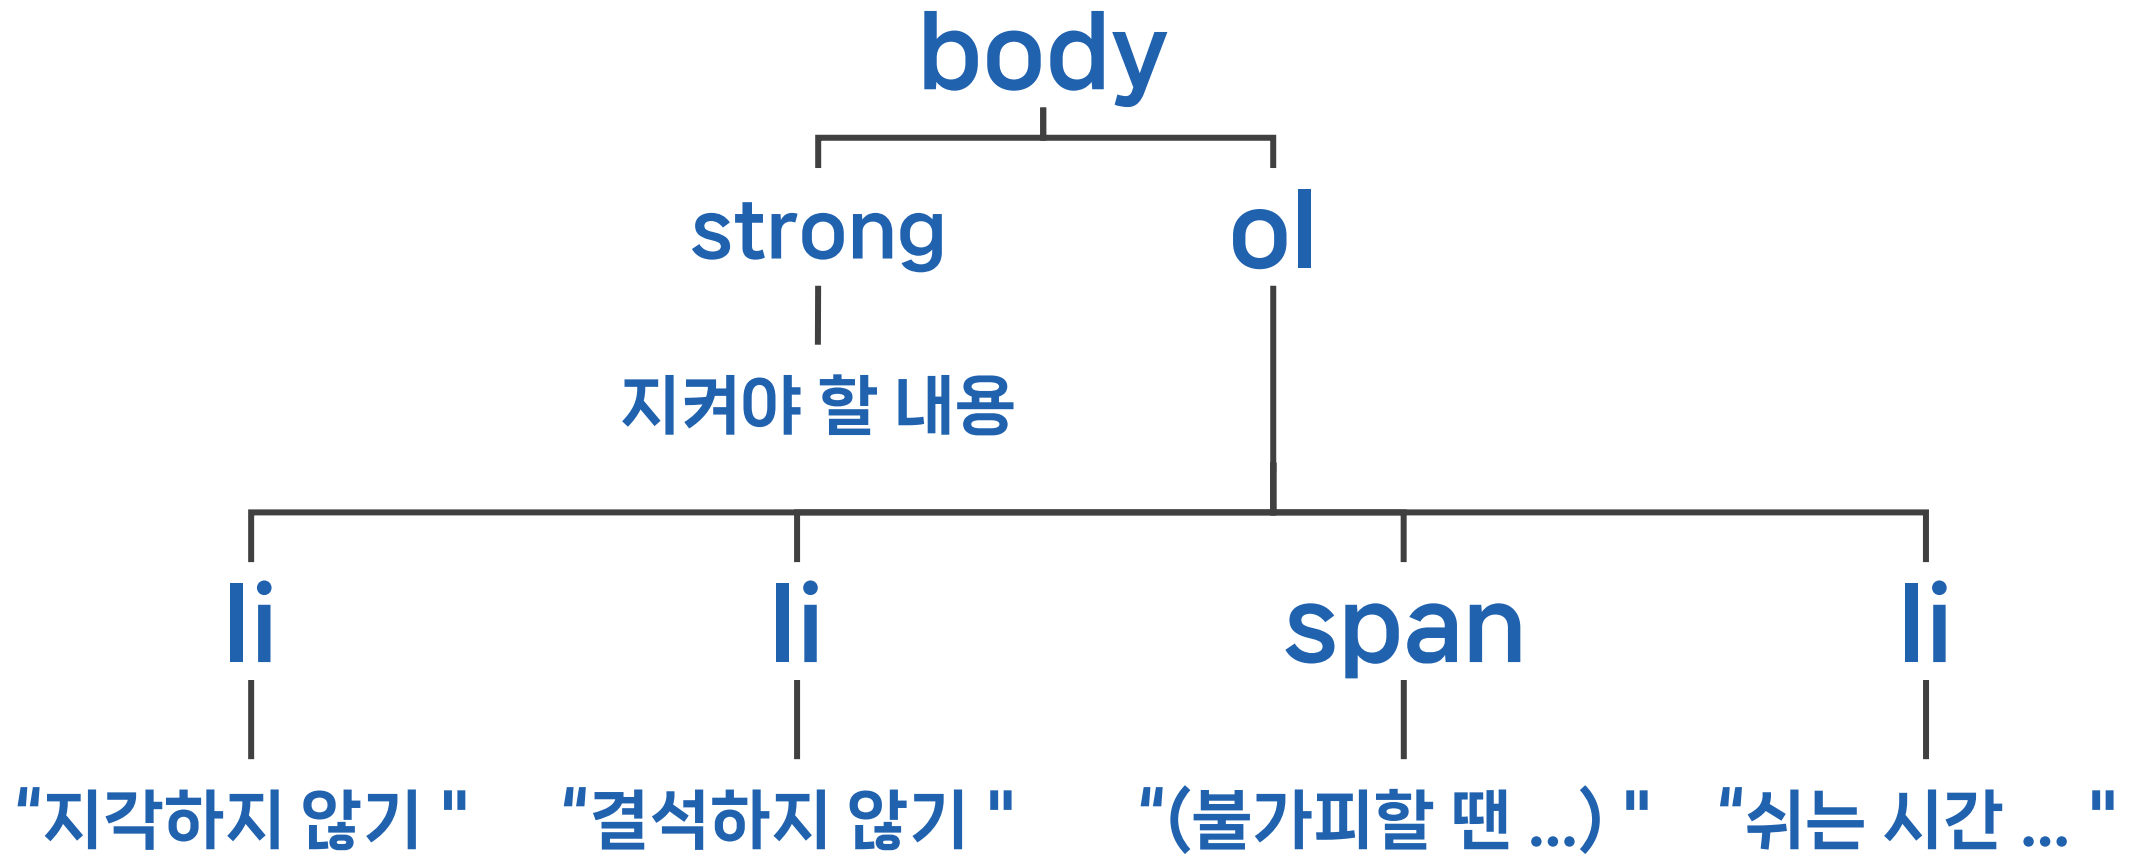 body
strong ol
지켜야 할 내용
li li span li
"지각하지 않기 " "결석하지 않기 " "(불가피할 땐 ...) " "쉬는 시간 ... "